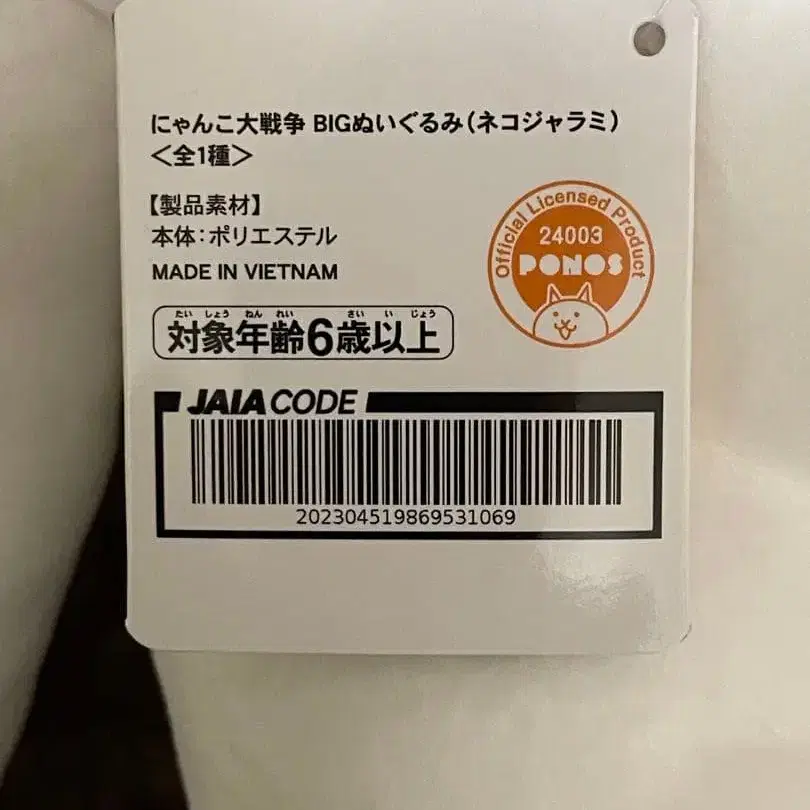 にゃんこ大戦争 BIGぬいぐるみ(ネコジャラミ)
<全1種>
【製品素材】
本体:ポリエステル
MADE IN VIETNAM
Official Licensed Product
24003
PONOS
たい しょう ねん れい さい い じょう
対象年齢6歳以上
JAIA CODE
202304519869531069